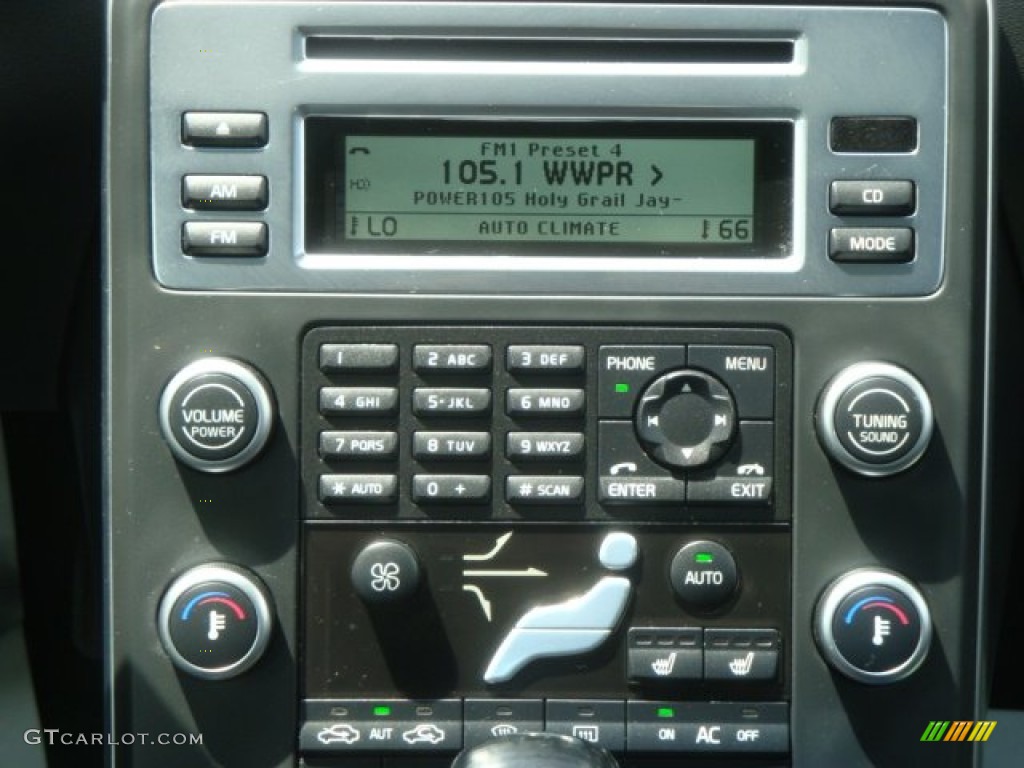 FM1 Preset 4
105.1 WWPR >
POWER105 Holy Grail Jay-
LO AUTO CLIMATE 66
AM
FM
CD
MODE
VOLUME
POWER
1 2 ABC 3 DEF
4 GHI 5·JKL 6 MNO
7 PQRS 8 TUV 9 WXYZ
* AUTO 0 + # SCAN
PHONE MENU
ENTER EXIT
TUNING
SOUND
AUTO
AUT
ON AC OFF
GTCARLOT.COM